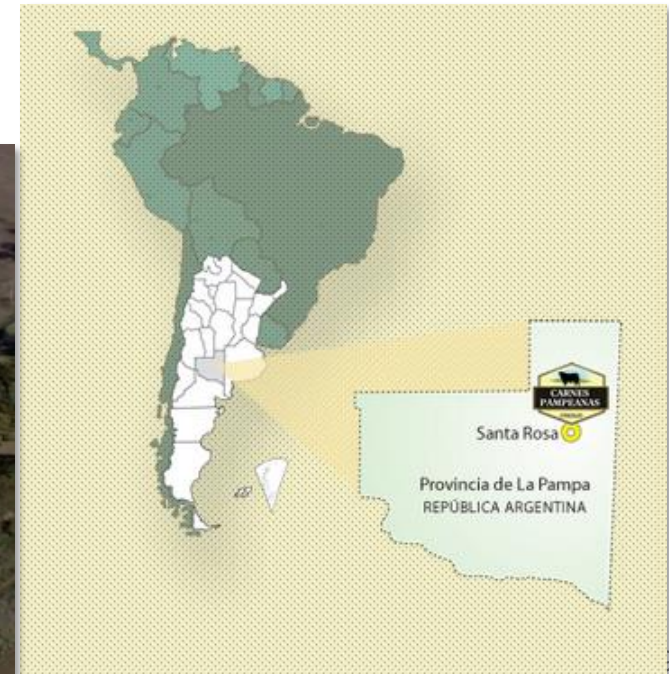 CARNES
PAMPEANAS
Santa Rosa
Provincia de La Pampa
REPÚBLICA ARGENTINA